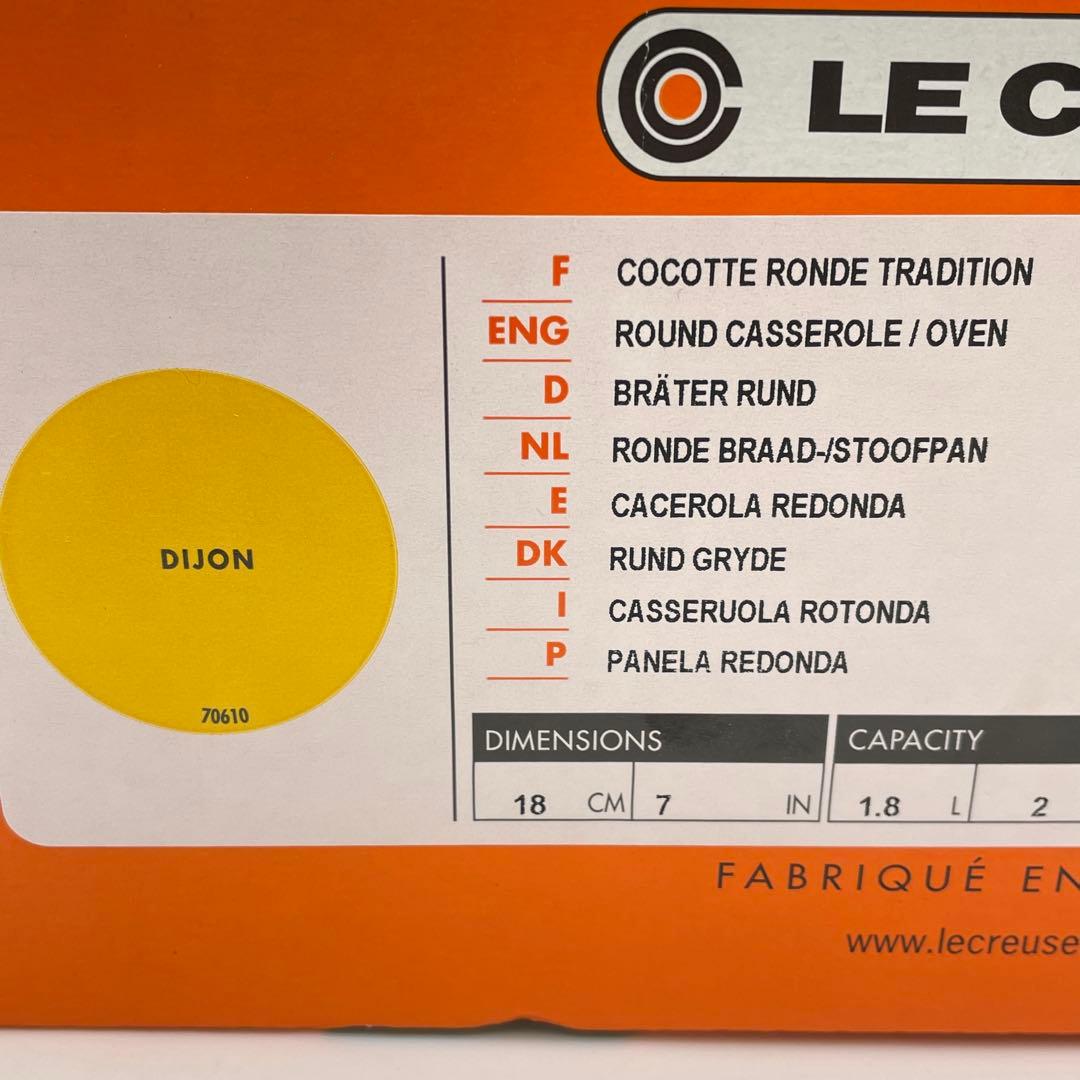 LE C
F COCOTTE RONDE TRADITION
ENG ROUND CASSEROLE / OVEN
D BRÄTER RUND
NL RONDE BRAAD-/STOOFPAN
E CACEROLA REDONDA
DK RUND GRYDE
I CASSERUOLA ROTONDA
P PANELA REDONDA
DIJON
70610
DIMENSIONS CAPACITY
18 CM 7 IN 1.8 L 2
FABRIQUÉ EN
www.lecreuse